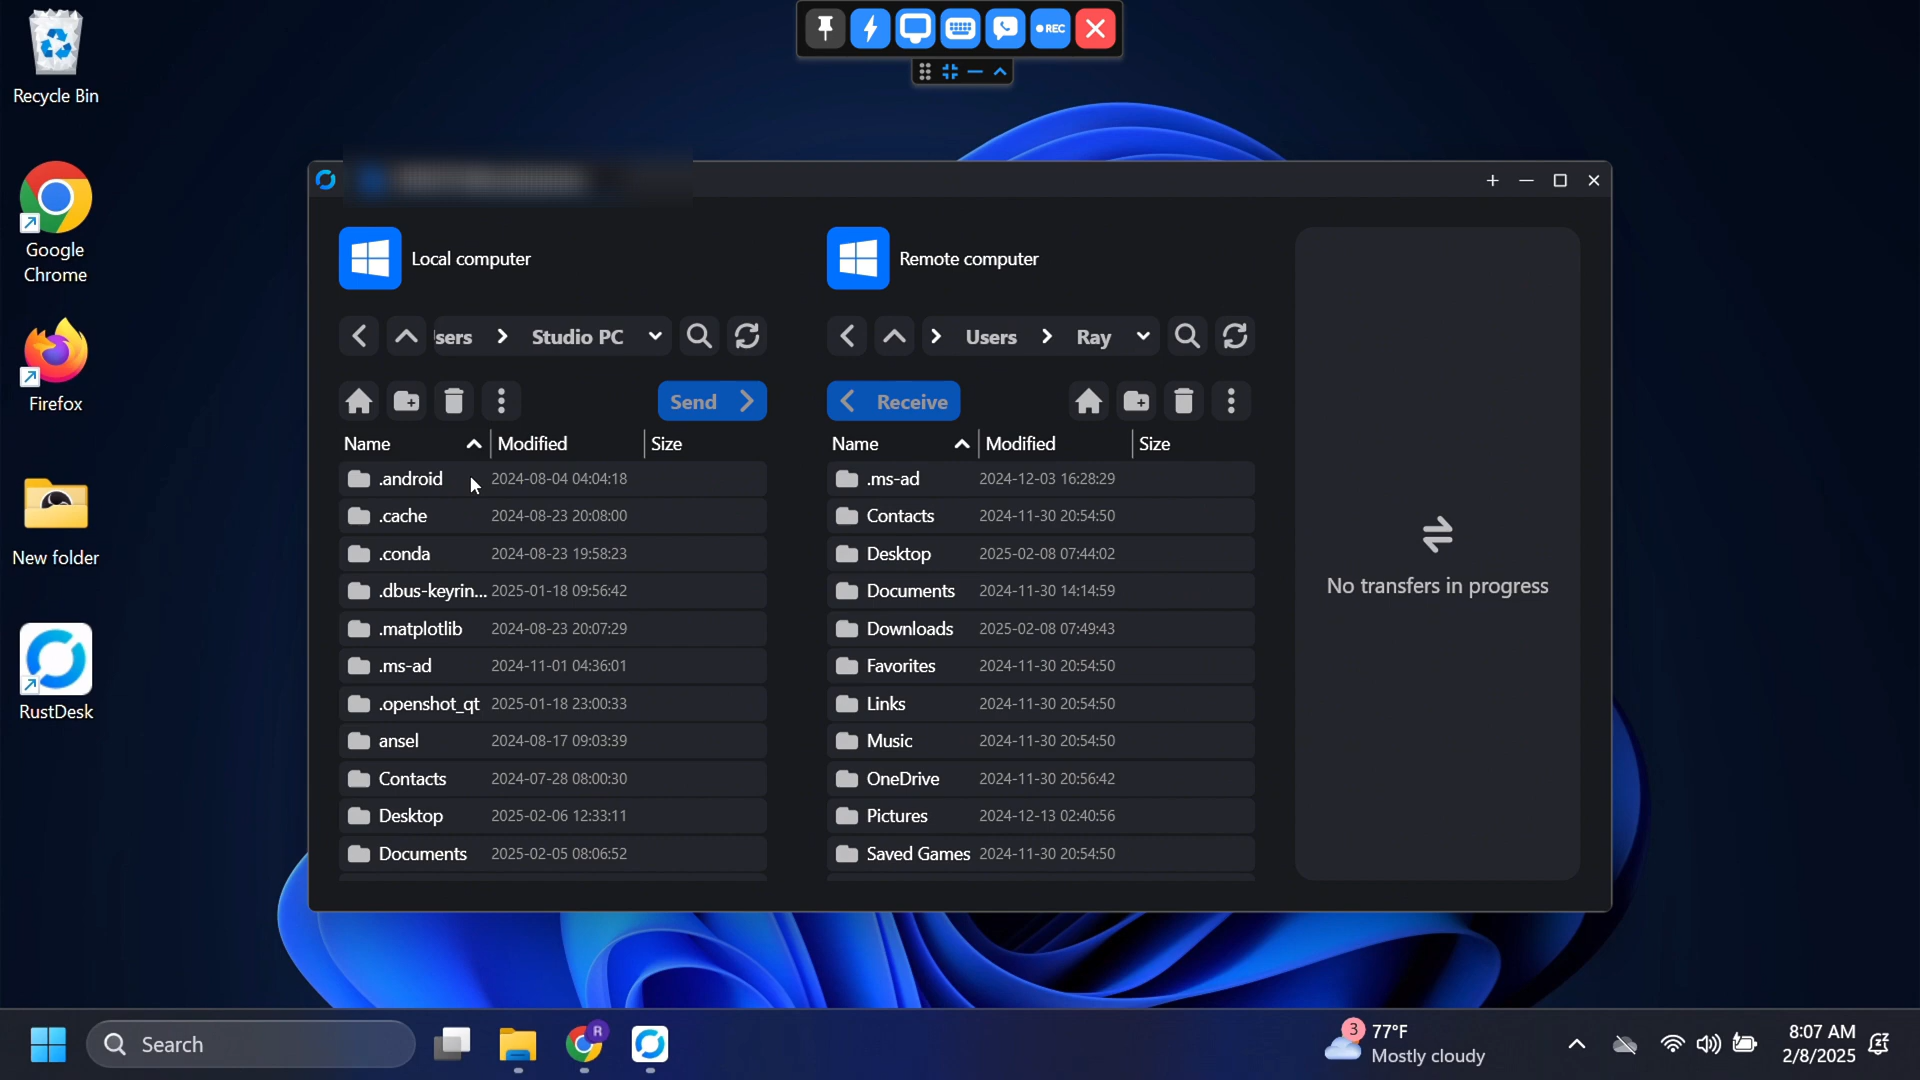 REC
Recycle Bin
Google
Chrome
Firefox
New folder
RustDesk
Local computer
sers
Studio PC
Send
Name
Modified
Size
.android 2024-08-04 04:04:18
.cache 2024-08-23 20:08:00
.conda 2024-08-23 19:58:23
.dbus-keyrin... 2025-01-18 09:56:42
.matplotlib 2024-08-23 20:07:29
.ms-ad 2024-11-01 04:36:01
.openshot_qt 2025-01-18 23:00:33
ansel 2024-08-17 09:03:39
Contacts 2024-07-28 08:00:30
Desktop 2025-02-06 12:33:11
Documents 2025-02-05 08:06:52
Remote computer
Users
Ray
Receive
Name
Modified
Size
.ms-ad 2024-12-03 16:28:29
Contacts 2024-11-30 20:54:50
Desktop 2025-02-08 07:44:02
Documents 2024-11-30 14:14:59
Downloads 2025-02-08 07:49:43
Favorites 2024-11-30 20:54:50
Links 2024-11-30 20:54:50
Music 2024-11-30 20:54:50
OneDrive 2024-11-30 20:56:42
Pictures 2024-12-13 02:40:56
Saved Games 2024-11-30 20:54:50
No transfers in progress
Search
R
3
77°F
Mostly cloudy
8:07 AM
2/8/2025